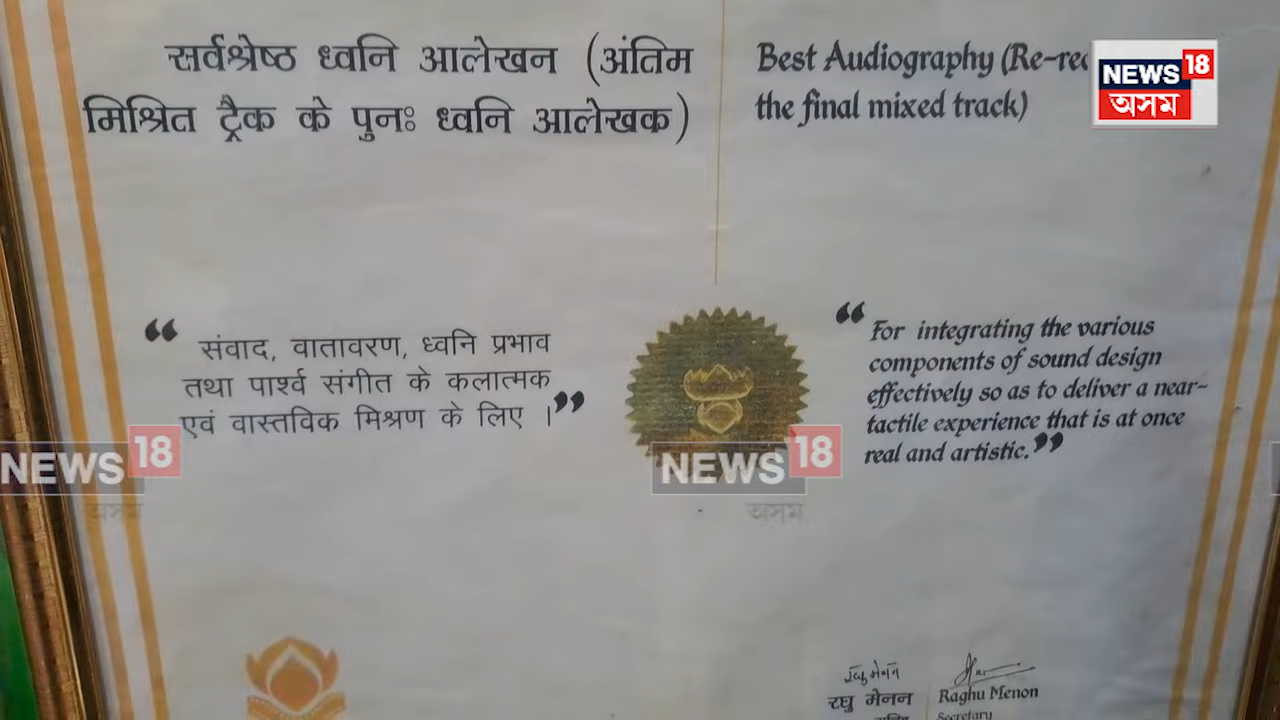 सर्वश्रेष्ठ ध्वनि आलेखन (अंतिम
मिश्रित ट्रैक के पुनः ध्वनि आलेखक)
Best Audiography
the final mixed track)
NEWS 18
অসম
“ संवाद, वातावरण, ध्वनि प्रभाव
तथा पार्श्व संगीत के कलात्मक
एवं वास्तविक मिश्रण के लिए ।”
“ For integrating the various
components of sound design
effectively so as to deliver a near-
tactile experience that is at once
real and artistic.”
NEWS 18
অসম
NEWS 18
অসম
रघु मेनन
Raghu Menon
Secretary